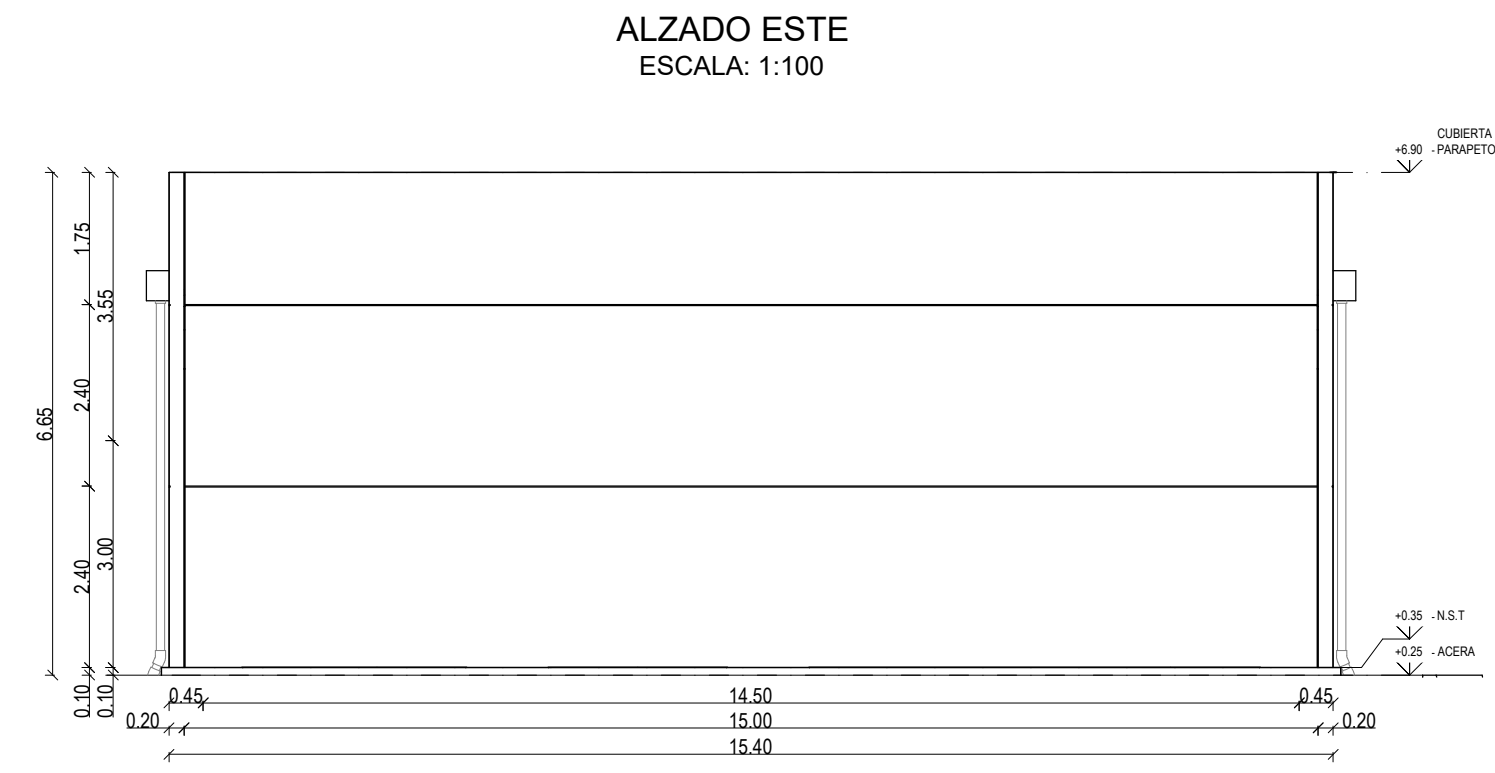 ALZADO ESTE
ESCALA: 1:100
CUBIERTA
+6.90 - PARAPETO
1.75
3.55
2.40
6.65
3.00
2.40
+0.35 - N.S.T
+0.25 - ACERA
0.10
0.10
0.45
14.50
0.45
0.20
15.00
0.20
15.40